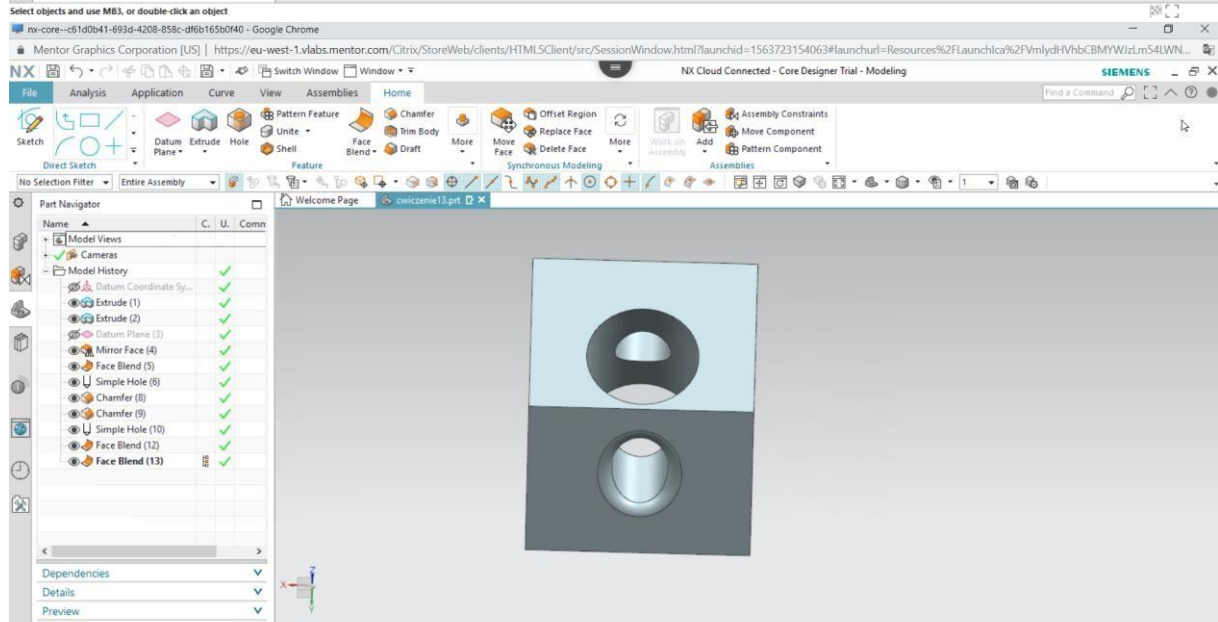 Select objects and use MB3, or double-click an object
nx-core--c61d0b41-693d-4208-858c-df6b165b0f40 - Google Chrome
Mentor Graphics Corporation [US] | https://eu-west-1.vlabs.mentor.com/Citrix/StoreWeb/clients/HTML5Client/src/SessionWindow.html?launchid=1563723154063#launchurl=Resources%2FLaunchIca%2FVmlydHVhbCBMYWJzLm54LWN...
NX Switch Window Window NX Cloud Connected - Core Designer Trial - Modeling SIEMENS
File Analysis Application Curve View Assemblies Home Find a Command
Pattern Feature Chamfer Offset Region Assembly Constraints
Unite Trim Body Replace Face Move Component
Sketch Datum Plane Extrude Hole Shell Face Blend Draft More Move Face Delete Face More Work on Assembly Add Pattern Component
Direct Sketch Feature Synchronous Modeling Assemblies
No Selection Filter Entire Assembly 1
Part Navigator Welcome Page cwiczenie13.prt
Name C. U. Comn
Model Views
Cameras
Model History
Datum Coordinate Sy...
Extrude (1)
Extrude (2)
Datum Plane (3)
Mirror Face (4)
Face Blend (5)
Simple Hole (6)
Chamfer (8)
Chamfer (9)
Simple Hole (10)
Face Blend (12)
Face Blend (13)
Dependencies
Details
Preview
Z
X
Y